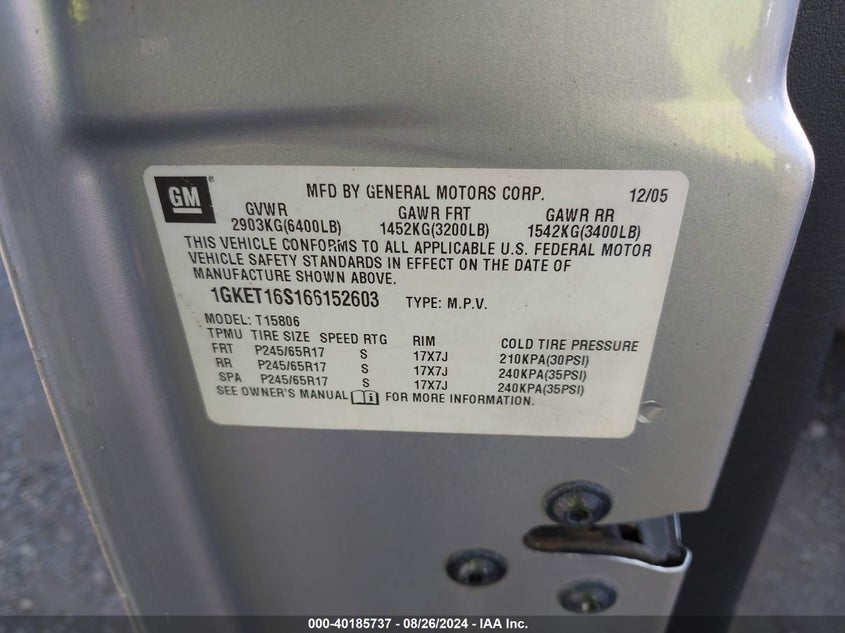 GM
MFD BY GENERAL MOTORS CORP. 12/05
GVWR GAWR FRT GAWR RR
2903KG(6400LB) 1452KG(3200LB) 1542KG(3400LB)
THIS VEHICLE CONFORMS TO ALL APPLICABLE U.S. FEDERAL MOTOR
VEHICLE SAFETY STANDARDS IN EFFECT ON THE DATE OF
MANUFACTURE SHOWN ABOVE.
1GKET16S166152603 TYPE: M.P.V.
MODEL: T15806
TPMU TIRE SIZE SPEED RTG RIM COLD TIRE PRESSURE
FRT P245/65R17 S 17X7J 210KPA(30PSI)
RR P245/65R17 S 17X7J 240KPA(35PSI)
SPA P245/65R17 S 17X7J 240KPA(35PSI)
SEE OWNER'S MANUAL FOR MORE INFORMATION.
000-40185737 - 08/26/2024 - IAA Inc.